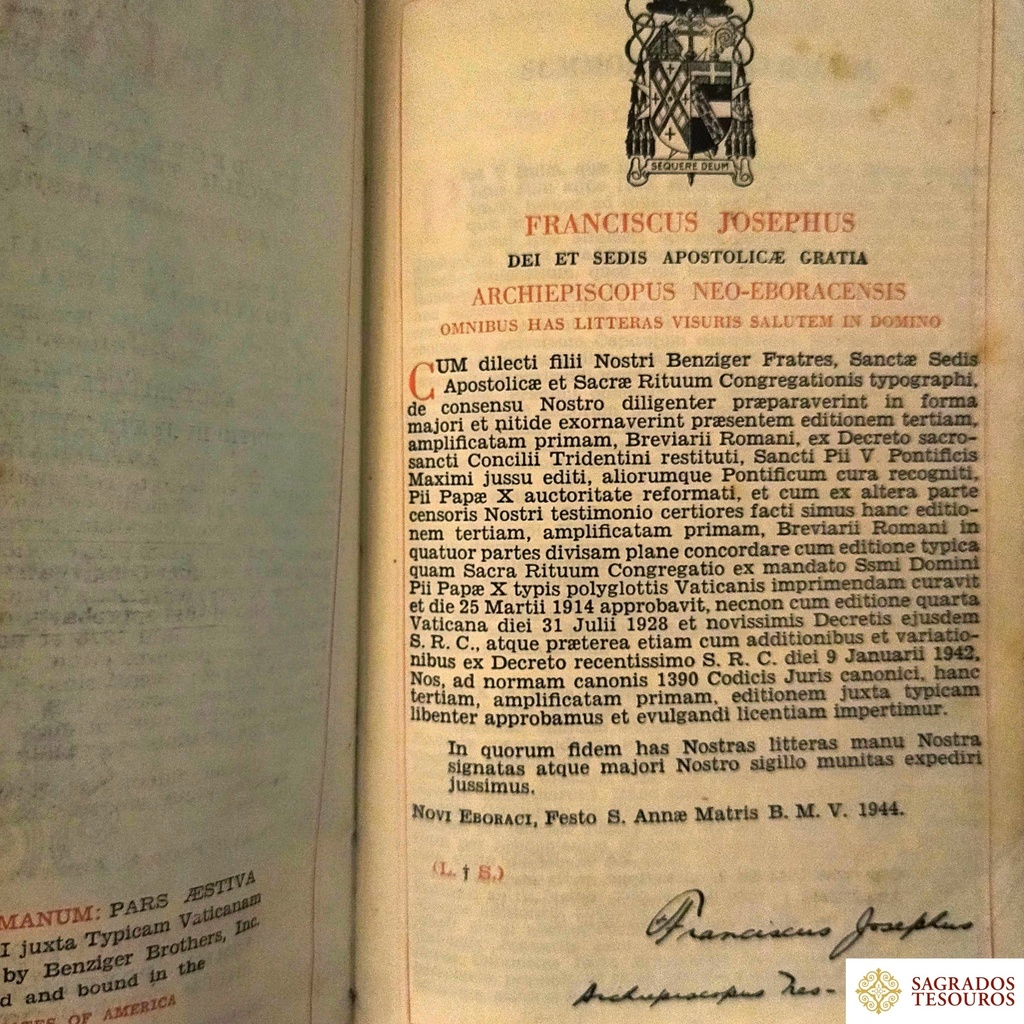 MANUM: PARS ÆSTIVA
I juxta Typicam Vaticanam
by Benziger Brothers, Inc.
d and bound in the
ES OF AMERICA
SEQUERE DEUM
FRANCISCUS JOSEPHUS
DEI ET SEDIS APOSTOLICÆ GRATIA
ARCHIEPISCOPUS NEO-EBORACENSIS
OMNIBUS HAS LITTERAS VISURIS SALUTEM IN DOMINO
CUM dilecti filii Nostri Benziger Fratres, Sanctæ Sedis
Apostolicæ et Sacræ Rituum Congregationis typographi,
de consensu Nostro diligenter præparaverint in forma
majori et nitide exornaverint præsentem editionem tertiam,
amplificatam primam, Breviarii Romani, ex Decreto sacro-
sancti Concilii Tridentini restituti, Sancti Pii V Pontificis
Maximi jussu editi, aliorumque Pontificum cura recogniti,
Pii Papæ X auctoritate reformati, et cum ex altera parte
censoris Nostri testimonio certiores facti simus hanc editio-
nem tertiam, amplificatam primam, Breviarii Romani in
quatuor partes divisam plane concordare cum editione typica
quam Sacra Rituum Congregatio ex mandato Ssmi Domini
Pii Papæ X typis polyglottis Vaticanis imprimendam curavit
et die 25 Martii 1914 approbavit, necnon cum editione quarta
Vaticana diei 31 Julii 1928 et novissimis Decretis ejusdem
S. R. C., atque præterea etiam cum additionibus et variatio-
nibus ex Decreto recentissimo S. R. C. diei 9 Januarii 1942,
Nos, ad normam canonis 1390 Codicis Juris canonici, hanc
tertiam, amplificatam primam, editionem juxta typicam
libenter approbamus et evulgandi licentiam impertimur.
In quorum fidem has Nostras litteras manu Nostra
signatas atque majori Nostro sigillo munitas expediri
jussimus.
NOVI EBORACI, Festo S. Annæ Matris B. M. V. 1944.
(L. † S.)
Franciscus Josephus
Archiepiscopus Neo-
SAGRADOS
TESOUROS